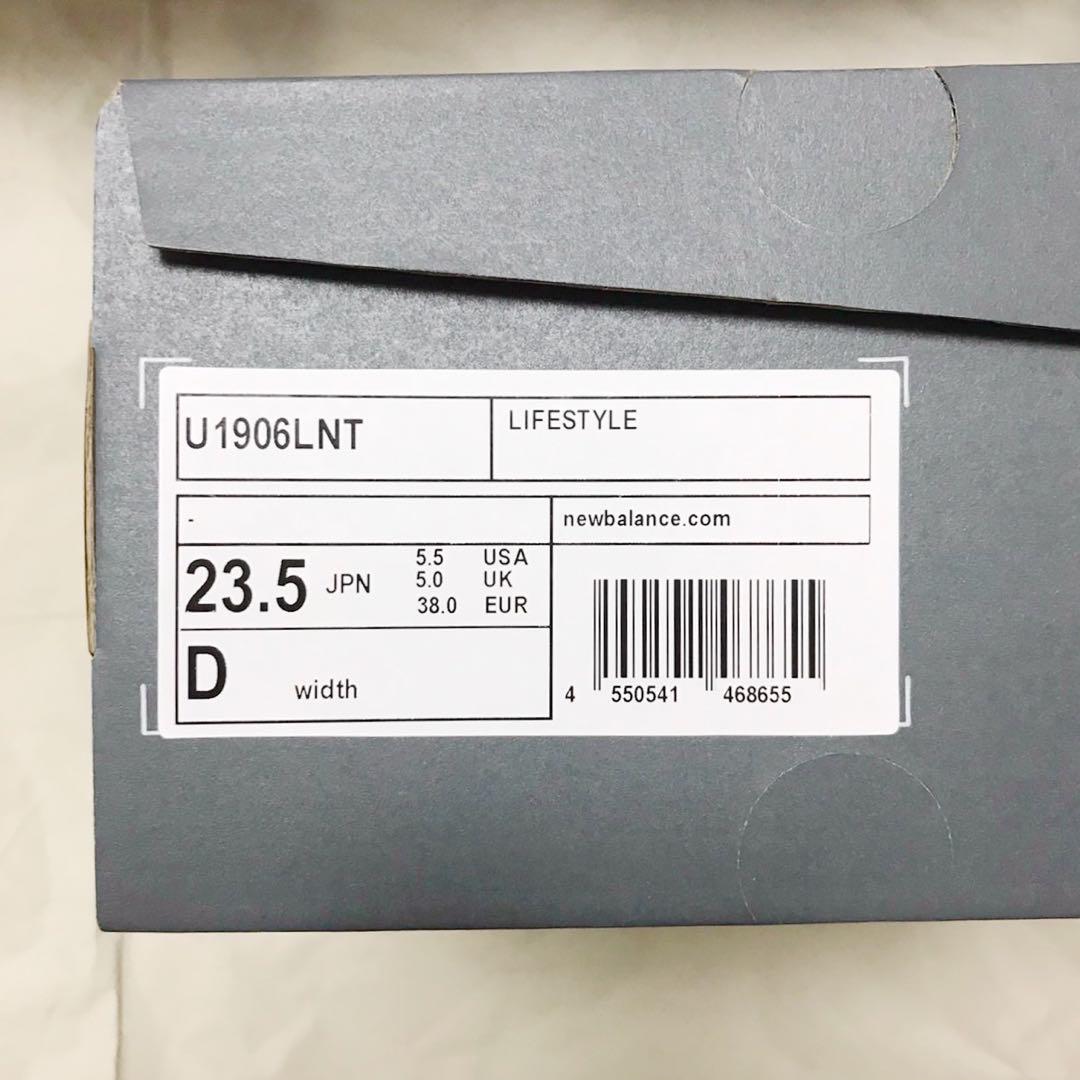 U1906LNT
LIFESTYLE
-
newbalance.com
23.5 JPN
5.5 USA
5.0 UK
38.0 EUR
D width
4 550541 468655